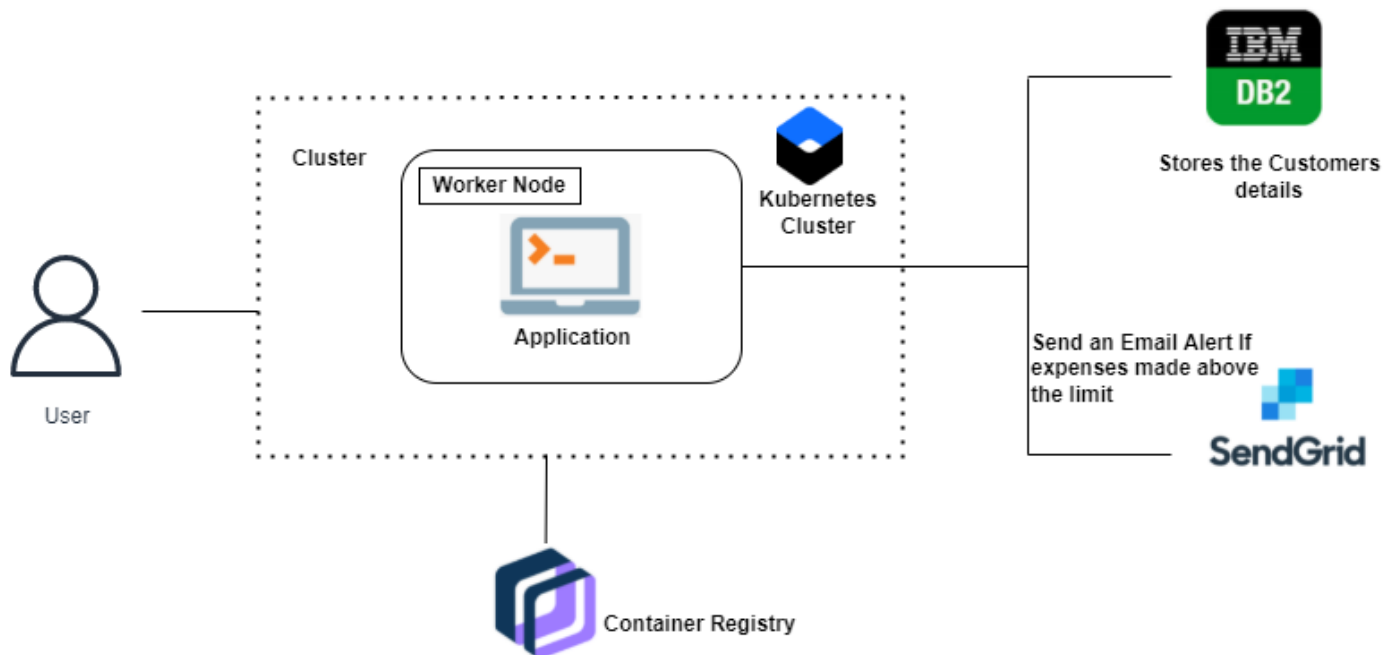 IBM
DB2
Stores the Customers
details
Cluster
Worker Node
Kubernetes
Cluster
Application
User
Send an Email Alert If
expenses made above
the limit
SendGrid
Container Registry